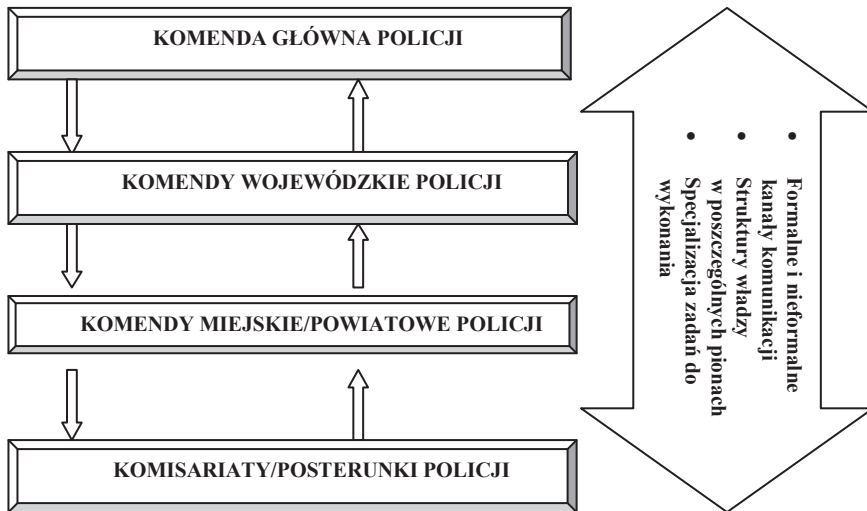 KOMENDA GŁÓWNA POLICJI
KOMENDY WOJEWÓDZKIE POLICJI
KOMENDY MIEJSKIE/POWIATOWE POLICJI
KOMISARIATY/POSTERUNKI POLICJI
• Formalne i nieformalne
kanały komunikacji
• Struktury władzy
w poszczególnych pionach
• Specjalizacja zadań do
wykonania